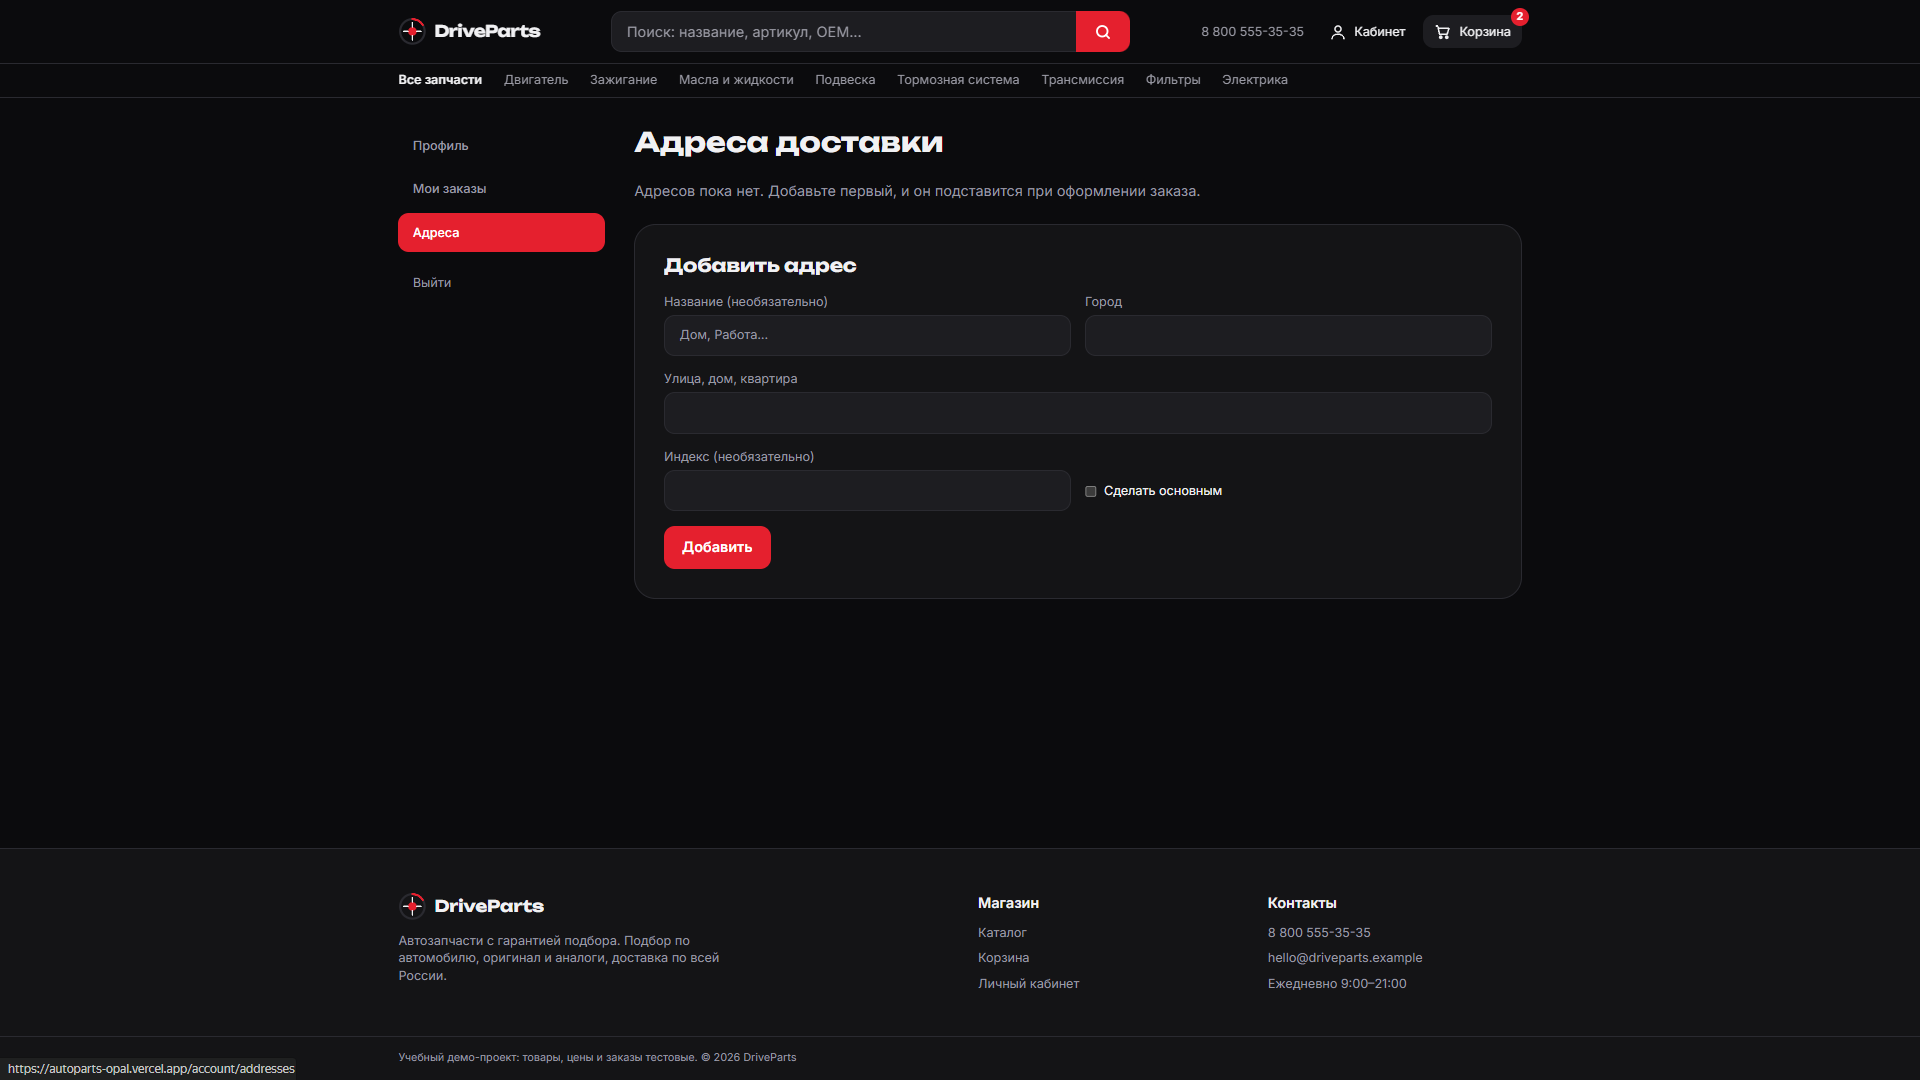 DriveParts
Поиск: название, артикул, OEM...
8 800 555-35-35
Кабинет
Корзина
2
Все запчасти
Двигатель
Зажигание
Масла и жидкости
Подвеска
Тормозная система
Трансмиссия
Фильтры
Электрика
Профиль
Мои заказы
Адреса
Выйти
Адреса доставки
Адресов пока нет. Добавьте первый, и он подставится при оформлении заказа.
Добавить адрес
Название (необязательно)
Город
Дом, Работа...
Улица, дом, квартира
Индекс (необязательно)
Сделать основным
Добавить
DriveParts
Автозапчасти с гарантией подбора. Подбор по
автомобилю, оригинал и аналоги, доставка по всей
России.
Магазин
Каталог
Корзина
Личный кабинет
Контакты
8 800 555-35-35
hello@driveparts.example
Ежедневно 9:00–21:00
Учебный демо-проект: товары, цены и заказы тестовые. © 2026 DriveParts
https://autoparts-opal.vercel.app/account/addresses